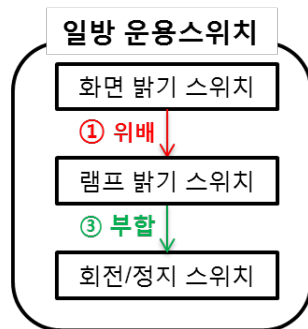 일방 운용스위치
화면 밝기 스위치
① 위배
램프 밝기 스위치
③ 부합
회전/정지 스위치